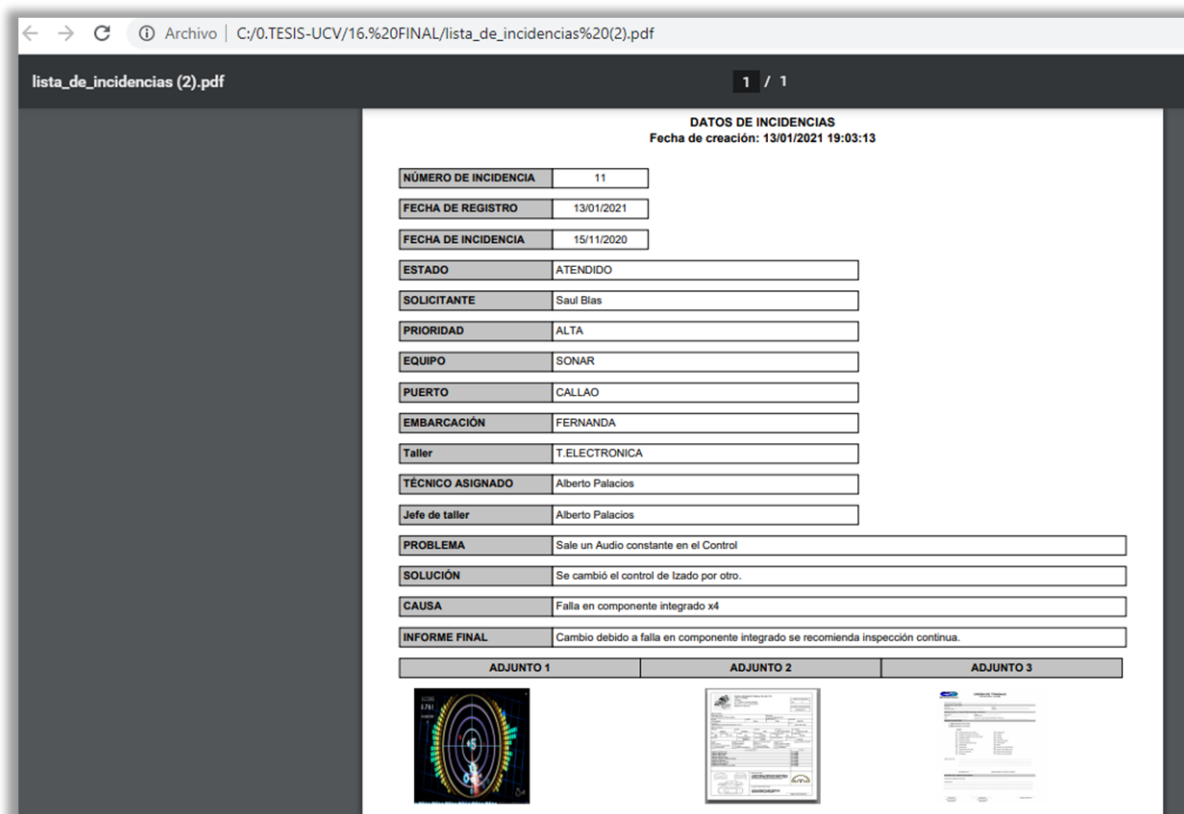 Archivo | C:/0.TESIS-UCV/16.%20FINAL/lista_de_incidencias%20(2).pdf
lista_de_incidencias (2).pdf 1 / 1
DATOS DE INCIDENCIAS
Fecha de creación: 13/01/2021 19:03:13
NÚMERO DE INCIDENCIA 11
FECHA DE REGISTRO 13/01/2021
FECHA DE INCIDENCIA 15/11/2020
ESTADO ATENDIDO
SOLICITANTE Saul Blas
PRIORIDAD ALTA
EQUIPO SONAR
PUERTO CALLAO
EMBARCACIÓN FERNANDA
Taller T.ELECTRONICA
TÉCNICO ASIGNADO Alberto Palacios
Jefe de taller Alberto Palacios
PROBLEMA Sale un Audio constante en el Control
SOLUCIÓN Se cambió el control de Izado por otro.
CAUSA Falla en componente integrado x4
INFORME FINAL Cambio debido a falla en componente integrado se recomienda inspección continua.
ADJUNTO 1 ADJUNTO 2 ADJUNTO 3